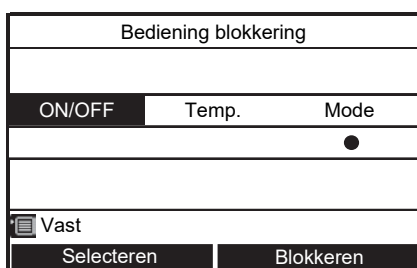 Bediening blokkering
ON/OFF Temp. Mode
Vast
Selecteren Blokkeren